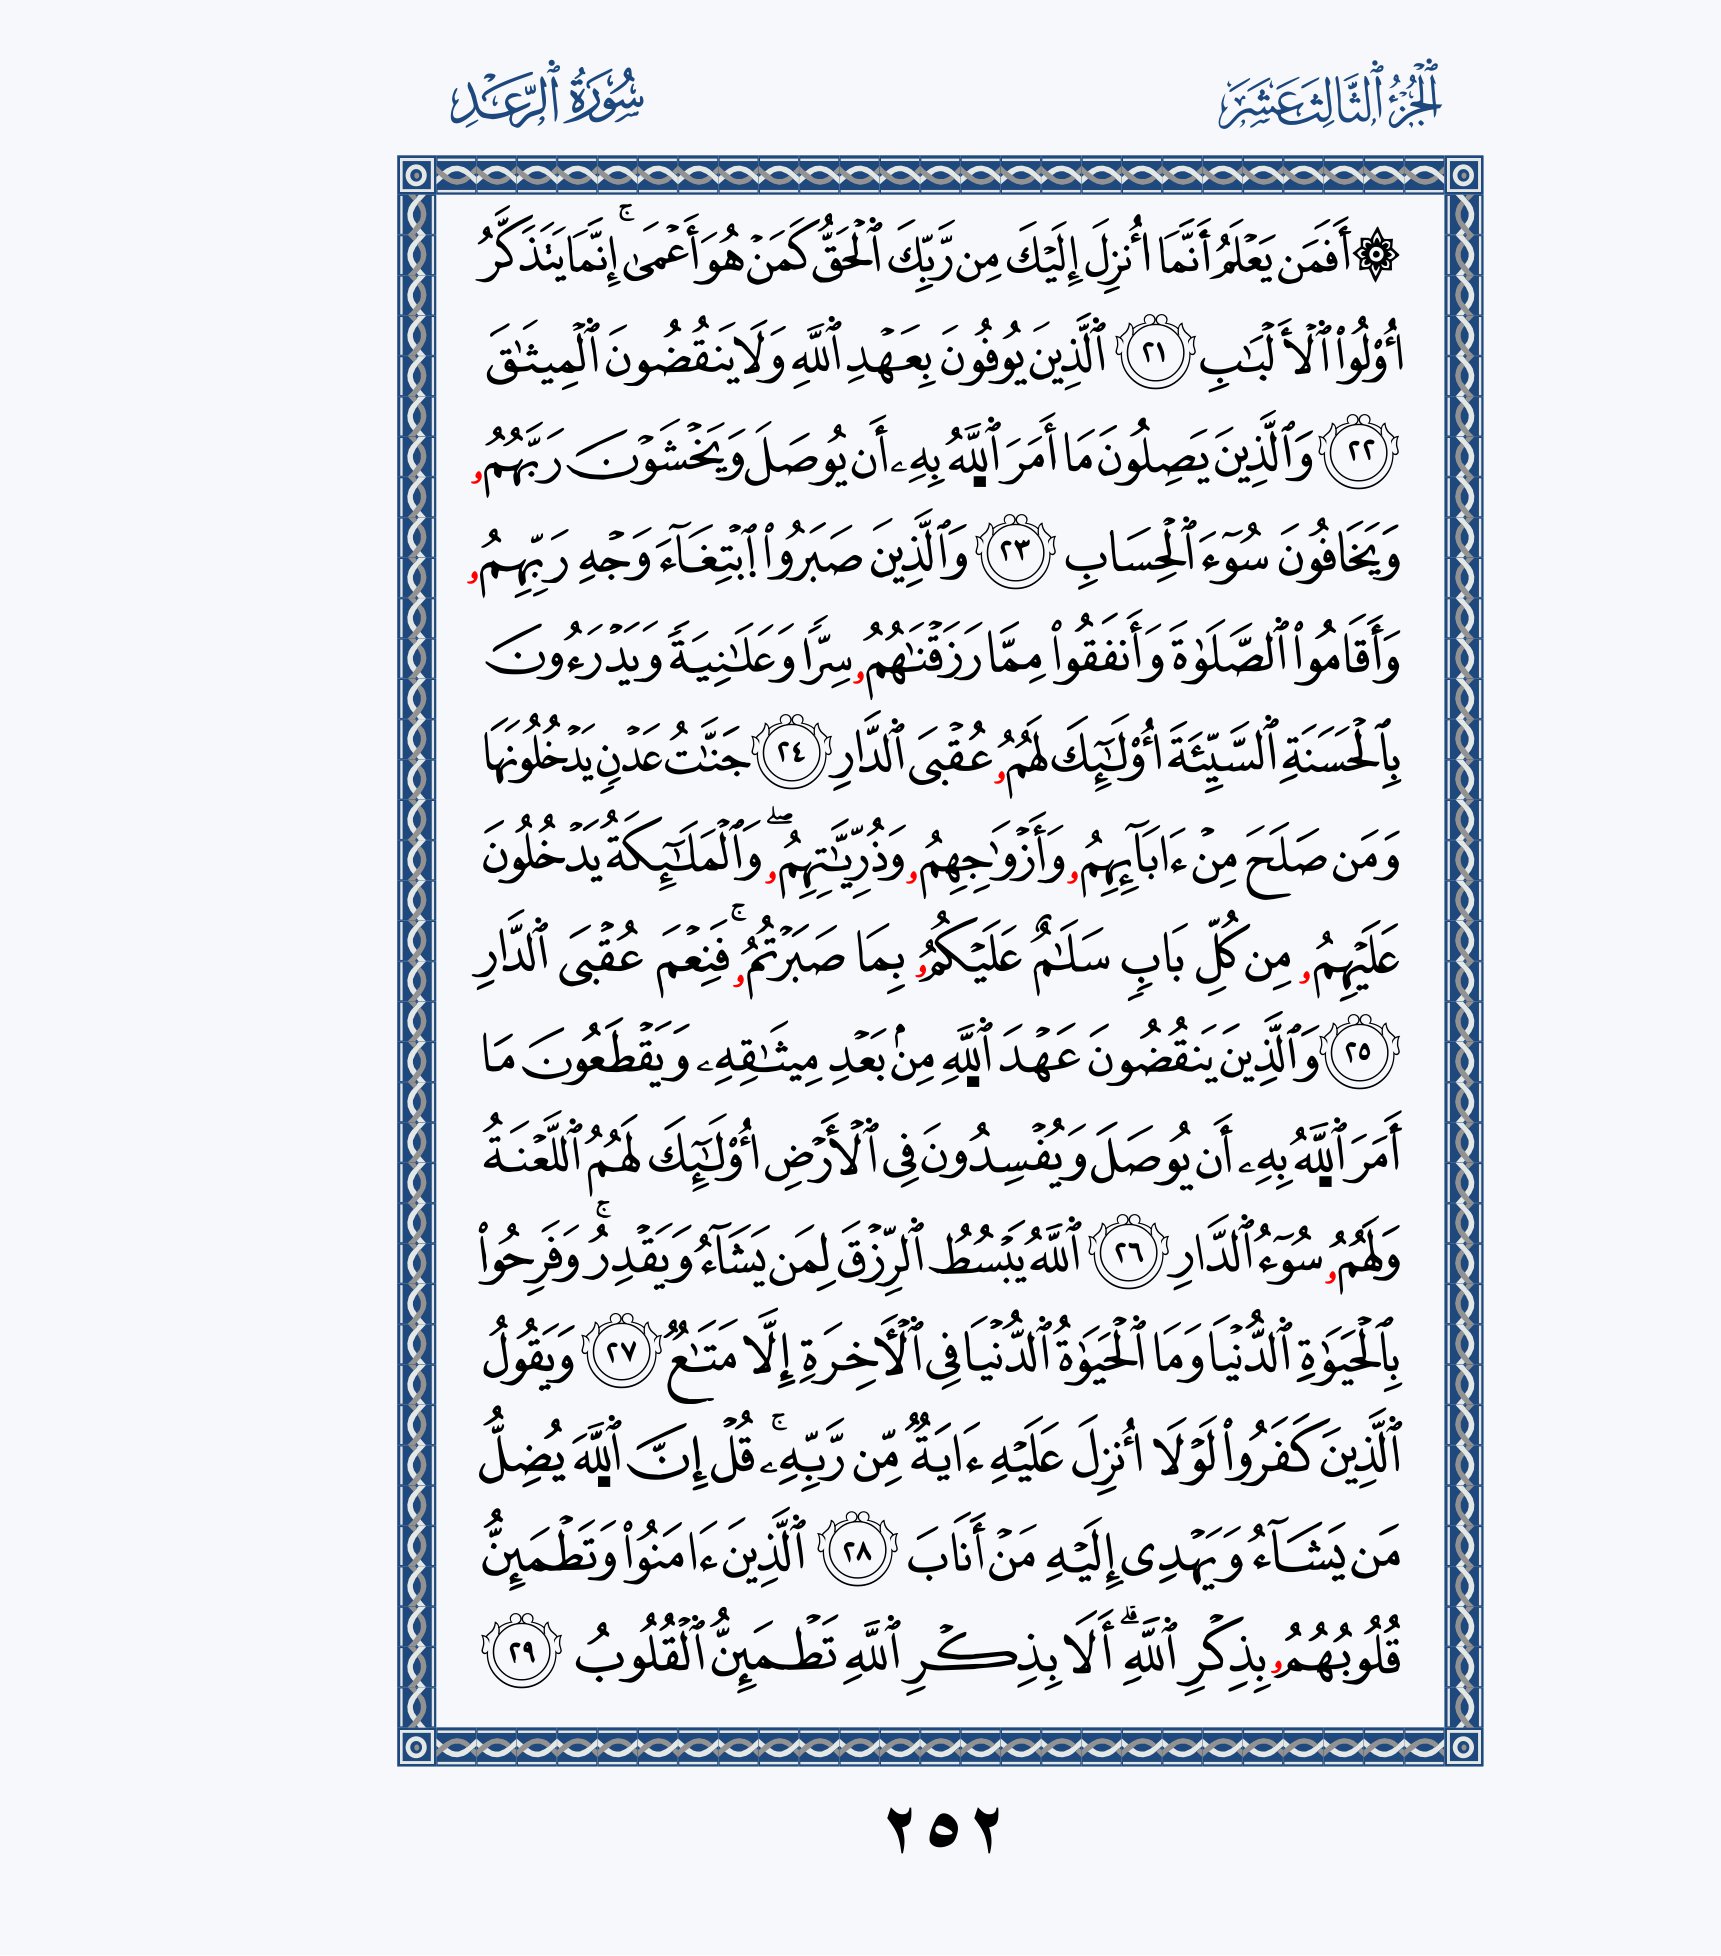 ٱلْجُزْءُ ٱلثَّالِثَ عَشَرَ
سُورَةُ ٱلرَّعْدِ
۞ أَفَمَن يَعْلَمُ أَنَّمَا أُنزِلَ إِلَيْكَ مِن رَّبِّكَ ٱلْحَقُّ كَمَنْ هُوَ أَعْمَىٰ ۚ إِنَّمَا يَتَذَكَّرُ
أُوْلُواْ ٱلْأَلْبَـٰبِ ٢١ ٱلَّذِينَ يُوفُونَ بِعَهْدِ ٱللَّهِ وَلَا يَنقُضُونَ ٱلْمِيثَـٰقَ
٢٢ وَٱلَّذِينَ يَصِلُونَ مَا أَمَرَ ٱللَّهُ بِهِۦ أَن يُوصَلَ وَيَخْشَوْنَ رَبَّهُمُۥ
وَيَخَافُونَ سُوٓءَ ٱلْحِسَابِ ٢٣ وَٱلَّذِينَ صَبَرُواْ ٱبْتِغَآءَ وَجْهِ رَبِّهِمُۥ
وَأَقَامُواْ ٱلصَّلَوٰةَ وَأَنفَقُواْ مِمَّا رَزَقْنَـٰهُمُۥ سِرًّا وَعَلَـٰنِيَةً وَيَدْرَءُونَ
بِٱلْحَسَنَةِ ٱلسَّيِّئَةَ أُوْلَـٰٓئِكَ لَهُمُۥ عُقْبَى ٱلدَّارِ ٢٤ جَنَّـٰتُ عَدْنٍ يَدْخُلُونَهَا
وَمَن صَلَحَ مِنْ ءَابَآئِهِمُۥ وَأَزْوَٰجِهِمُۥ وَذُرِّيَّـٰتِهِمُۥ ۖ وَٱلْمَلَـٰٓئِكَةُ يَدْخُلُونَ
عَلَيْهِمُۥ مِن كُلِّ بَابٍ سَلَـٰمٌ عَلَيْكُمُۥ بِمَا صَبَرْتُمُۥ ۚ فَنِعْمَ عُقْبَى ٱلدَّارِ
٢٥ وَٱلَّذِينَ يَنقُضُونَ عَهْدَ ٱللَّهِ مِنۢ بَعْدِ مِيثَـٰقِهِۦ وَيَقْطَعُونَ مَا
أَمَرَ ٱللَّهُ بِهِۦ أَن يُوصَلَ وَيُفْسِدُونَ فِى ٱلْأَرْضِ أُوْلَـٰٓئِكَ لَهُمُ ٱللَّعْنَةُ
وَلَهُمُۥ سُوٓءُ ٱلدَّارِ ٢٦ ٱللَّهُ يَبْسُطُ ٱلرِّزْقَ لِمَن يَشَآءُ وَيَقْدِرُ ۚ وَفَرِحُواْ
بِٱلْحَيَوٰةِ ٱلدُّنْيَا وَمَا ٱلْحَيَوٰةُ ٱلدُّنْيَا فِى ٱلْأَخِرَةِ إِلَّا مَتَـٰعٌ ٢٧ وَيَقُولُ
ٱلَّذِينَ كَفَرُواْ لَوْلَا أُنزِلَ عَلَيْهِ ءَايَةٌ مِّن رَّبِّهِۦ ۚ قُلْ إِنَّ ٱللَّهَ يُضِلُّ
مَن يَشَآءُ وَيَهْدِى إِلَيْهِ مَنْ أَنَابَ ٢٨ ٱلَّذِينَ ءَامَنُواْ وَتَطْمَئِنُّ
قُلُوبُهُمُۥ بِذِكْرِ ٱللَّهِ ۗ أَلَا بِذِكْرِ ٱللَّهِ تَطْمَئِنُّ ٱلْقُلُوبُ ٢٩
٢٥٢